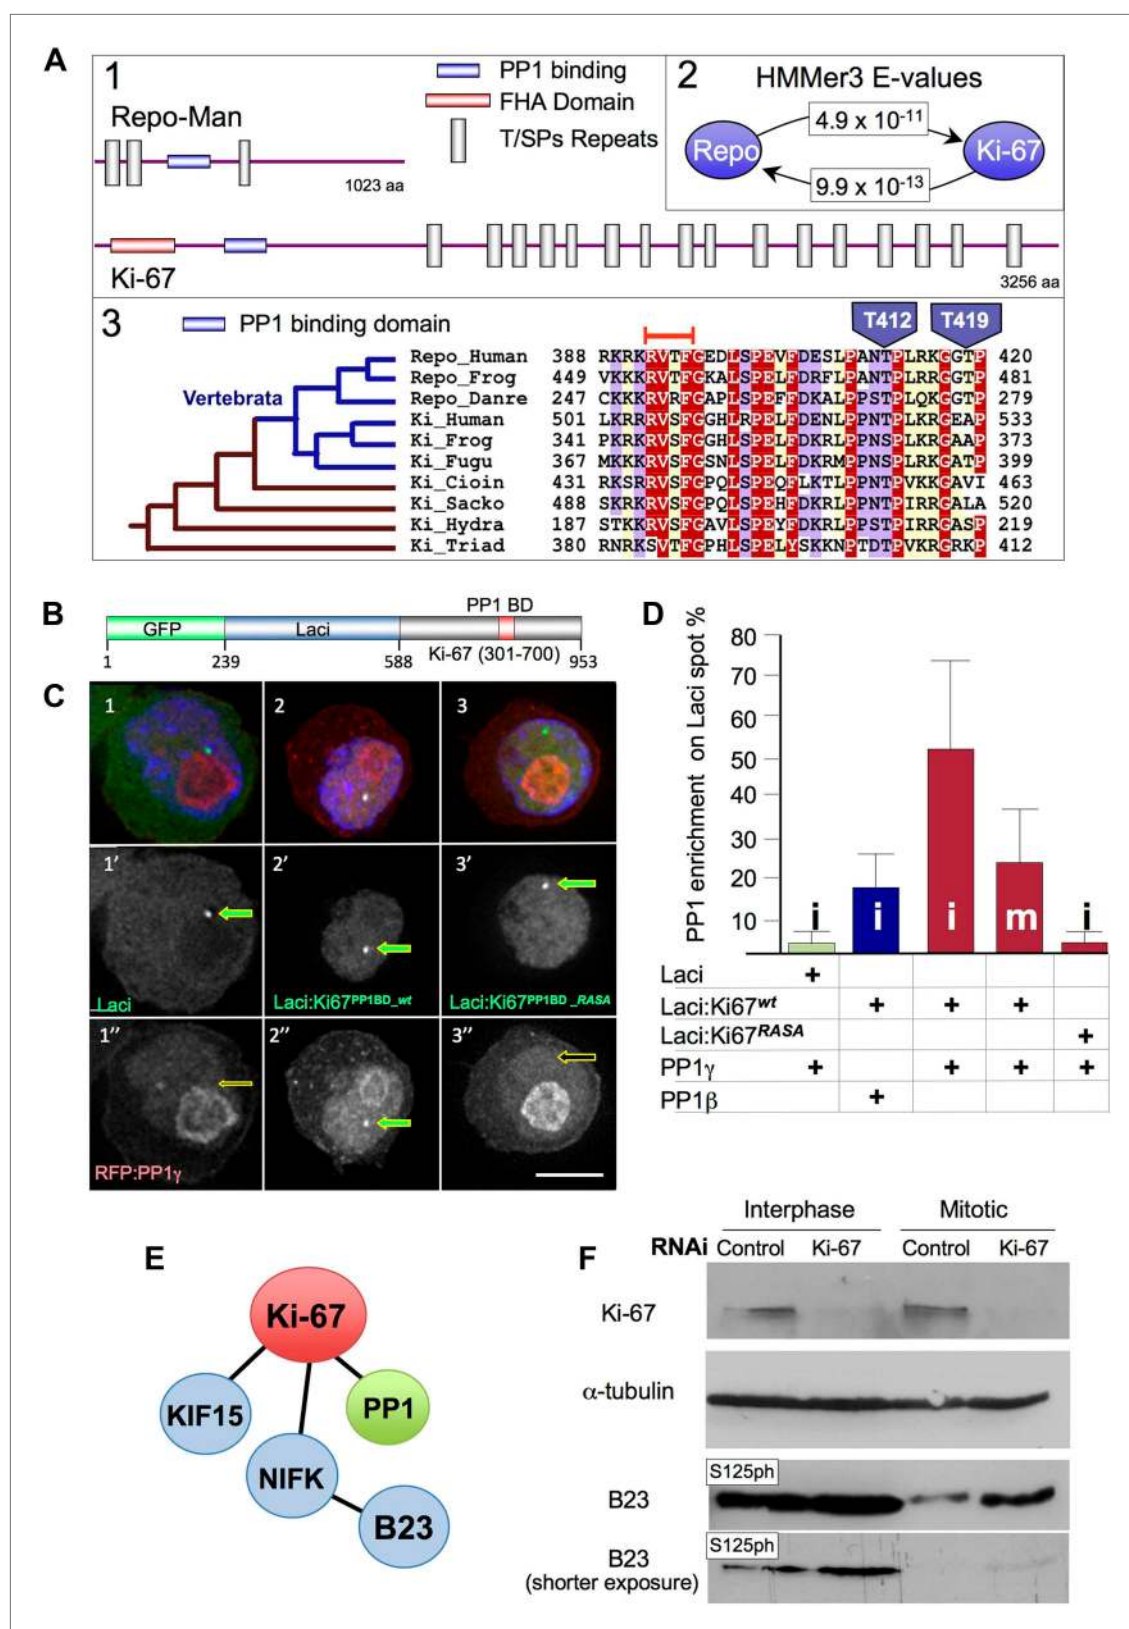 A
1
PP1 binding
FHA Domain
T/SPs Repeats
Repo-Man
1023 aa
2
HMMer3 E-values
4.9 x 10⁻¹¹
Repo
Ki-67
9.9 x 10⁻¹³
Ki-67
3256 aa
3
PP1 binding domain
T412
T419
Vertebrata
Repo_Human 388 RKRKRVTFGEDLSPEVFDESLPANTPLRKGGTP 420
Repo_Frog 449 VKKKRVTFGKALSPELFDRFLPANTPLRRGGTP 481
Repo_Danre 247 CKKKRVRFGAPLSPEFFDKALPPSTPLQKGGTP 279
Ki_Human 501 LKRRRVSFGGHLRPELFDENLPPNTPLKRGEAP 533
Ki_Frog 341 PKRKRVSFGGHLSPELFDKRLPPNSPLKRGAAP 373
Ki_Fugu 367 MKKKRVSFGSNLSPELFDKRMPPNSPLRKGATP 399
Ki_Cioin 431 RKSRRVSFGPQLSPEQFLKTLPPNTPVKKGAVI 463
Ki_Sacko 488 SKRKRVSFGPQLSPEHFDKRLPPNTPIRRGALA 520
Ki_Hydra 187 STKKRVSFGAVLSPEYFDKRLPPSTPIRRGASP 219
Ki_Triad 380 RNRKSVTFGPHLSPELYSKKNPTDTPVKRGRKP 412
B
PP1 BD
GFP
Laci
Ki-67 (301-700)
1
239
588
953
C
1
2
3
1'
2'
3'
Laci
Laci:Ki67PP1BD_wt
Laci:Ki67PP1BD_RASA
1''
2''
3''
RFP:PP1γ
D
PP1 enrichment on Laci spot %
80
70
60
50
40
30
20
10
i
i
i
m
i
Laci +
Laci:Ki67wt + + +
Laci:Ki67RASA +
PP1γ + + + +
PP1β +
E
Ki-67
KIF15
PP1
NIFK
B23
F
Interphase Mitotic
RNAi Control Ki-67 Control Ki-67
Ki-67
α-tubulin
S125ph
B23
S125ph
B23
(shorter exposure)